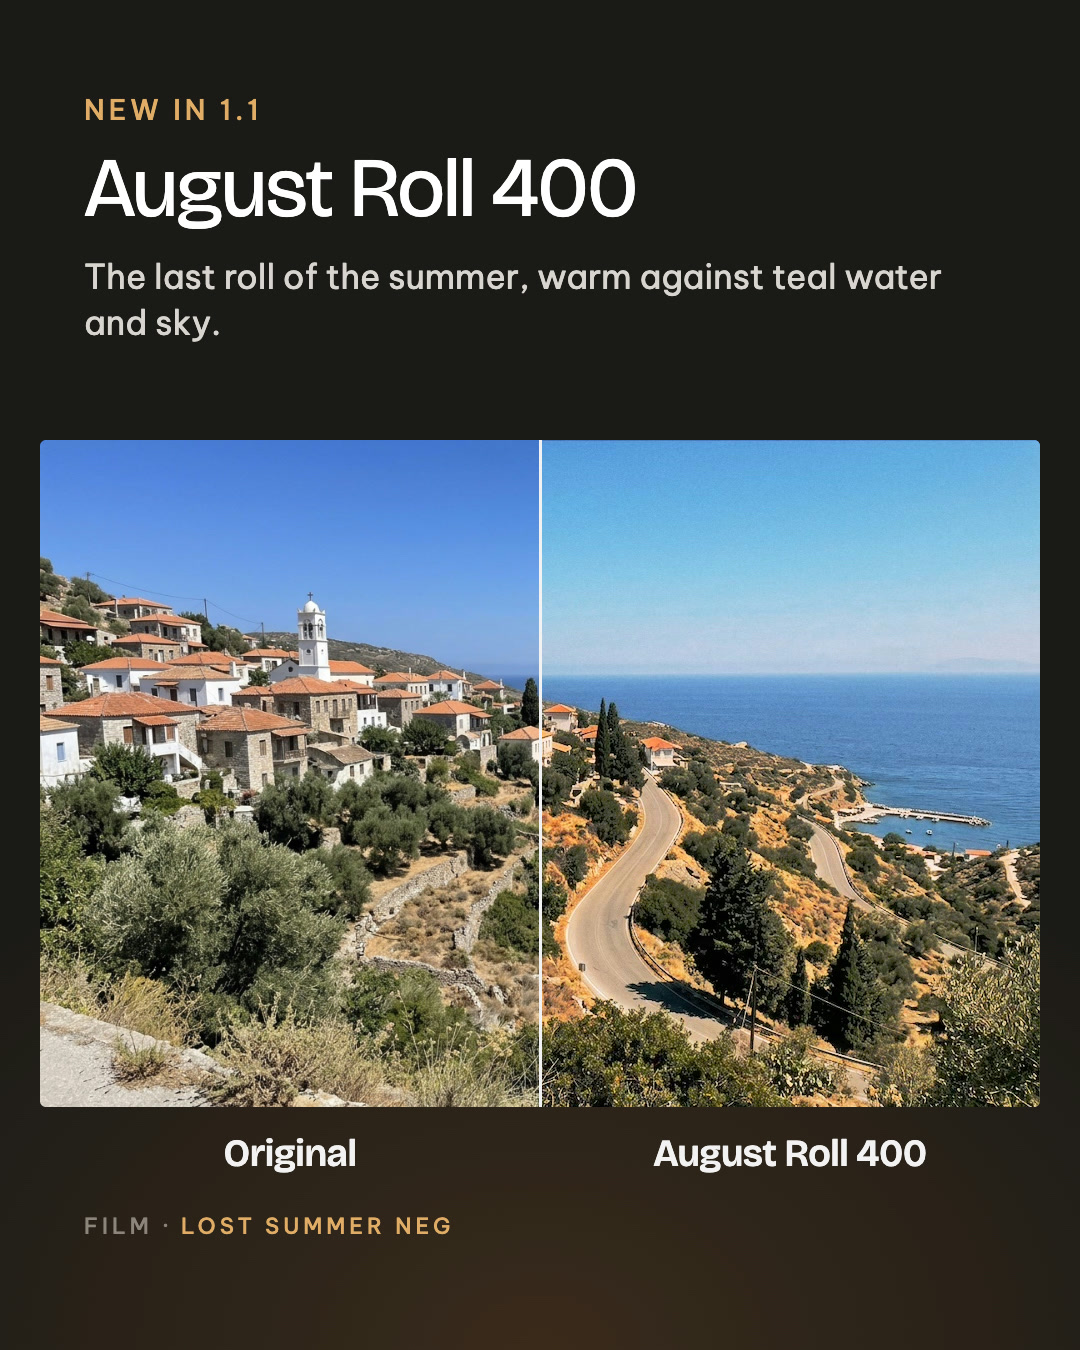 NEW IN 1.1
August Roll 400
The last roll of the summer, warm against teal water
and sky.
Original
August Roll 400
FILM · LOST SUMMER NEG